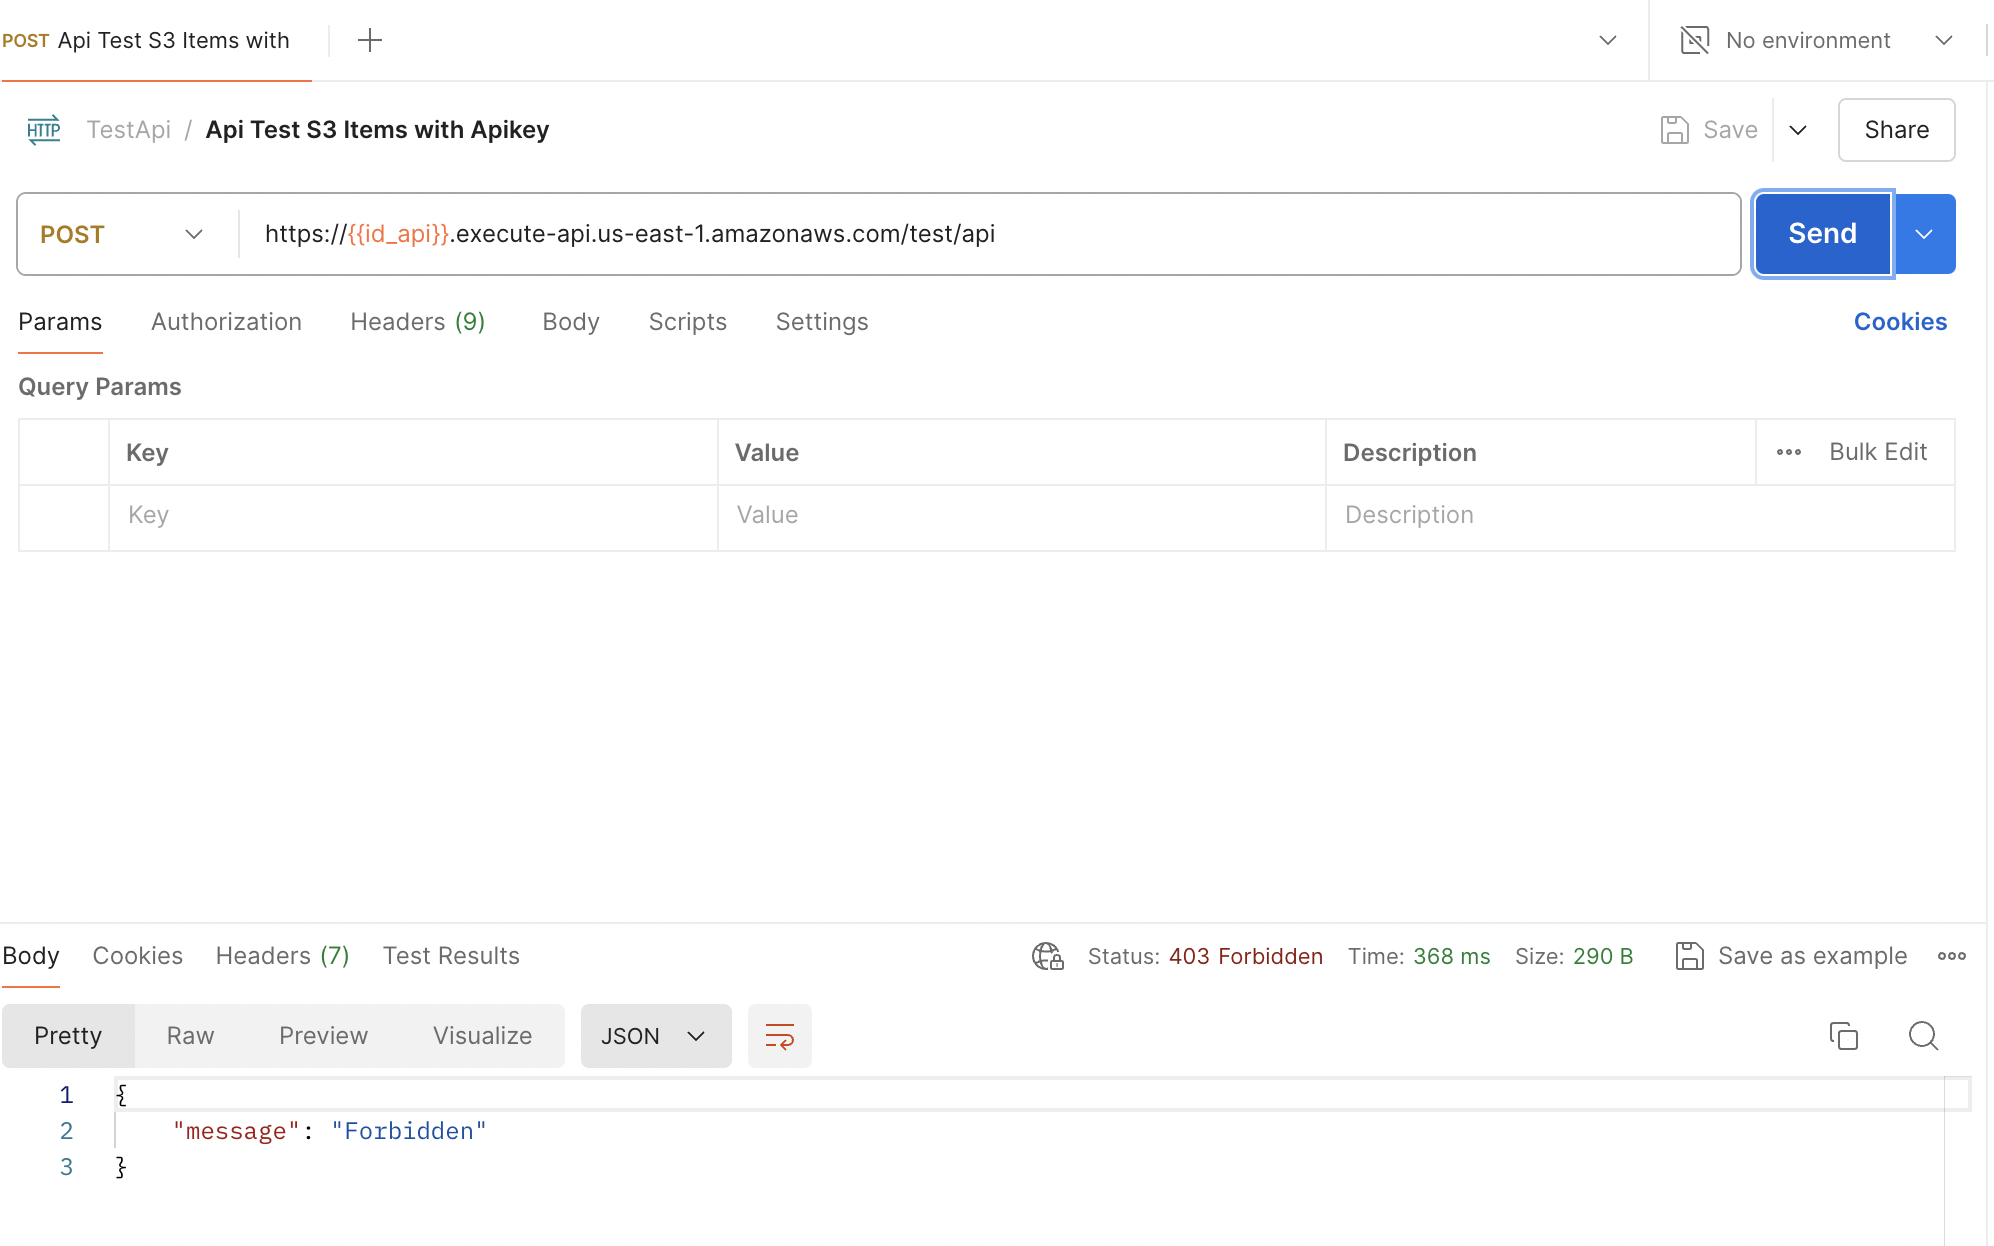 POST Api Test S3 Items with
No environment
HTTP TestApi / Api Test S3 Items with Apikey
Save
Share
POST
https://{{id_api}}.execute-api.us-east-1.amazonaws.com/test/api
Send
Params Authorization Headers (9) Body Scripts Settings Cookies
Query Params
Key Value Description ••• Bulk Edit
Key Value Description
Body Cookies Headers (7) Test Results Status: 403 Forbidden Time: 368 ms Size: 290 B Save as example
Pretty Raw Preview Visualize JSON
1 {
2 "message": "Forbidden"
3 }